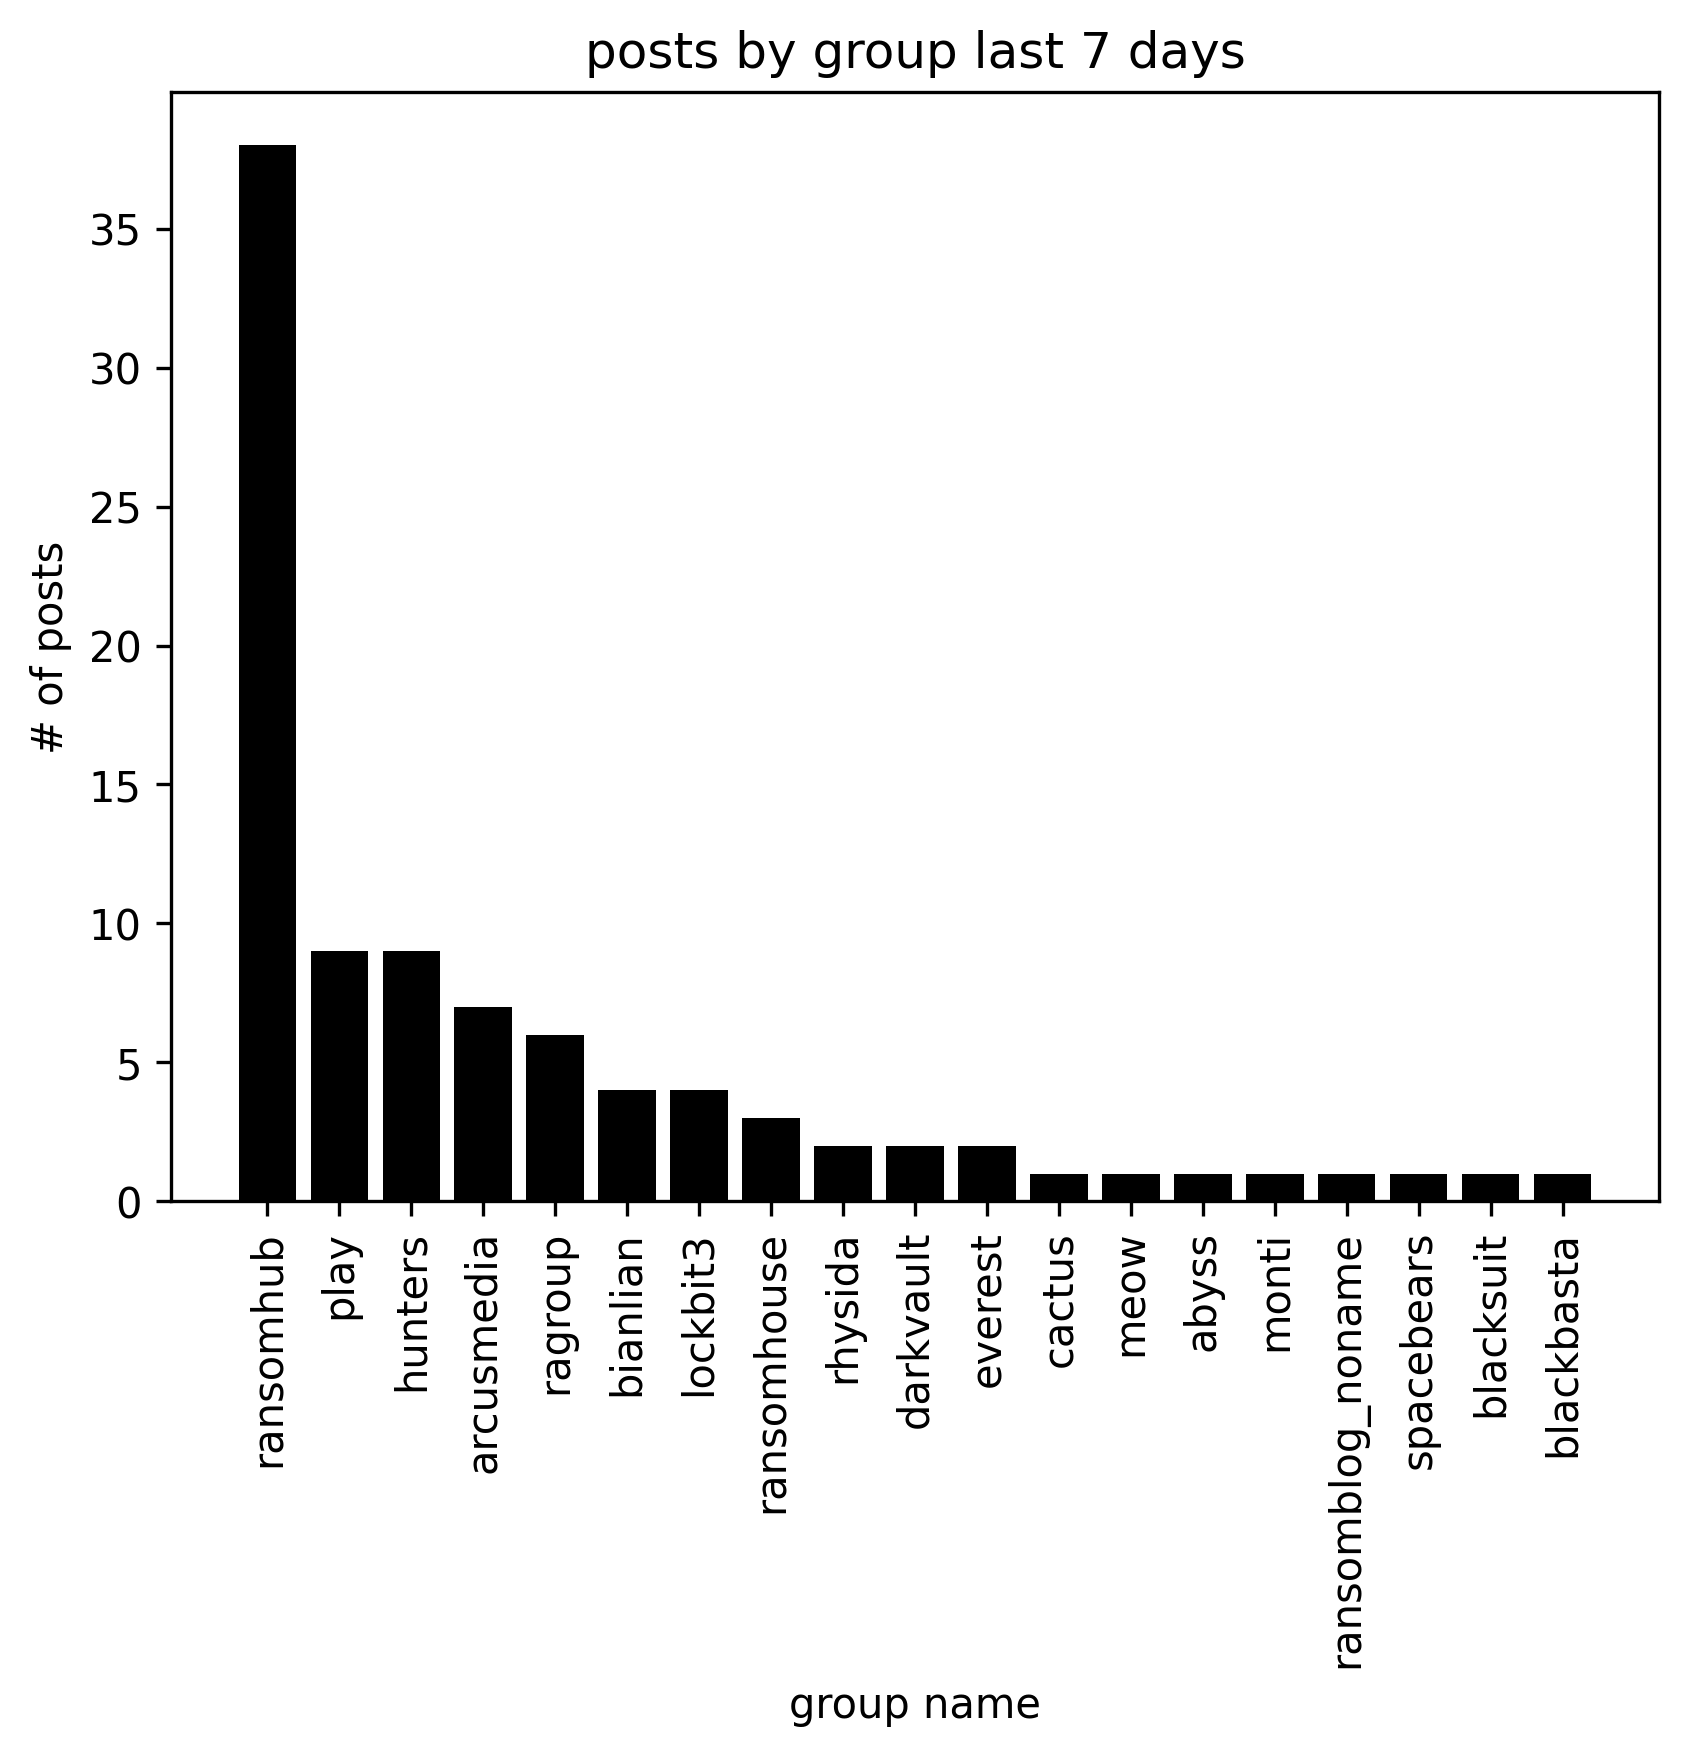 posts by group last 7 days
# of posts
35
30
25
20
15
10
5
0
ransomhub
play
hunters
arcusmedia
ragroup
bianlian
lockbit3
ransomhouse
rhysida
darkvault
everest
cactus
meow
abyss
monti
ransomblog_noname
spacebears
blacksuit
blackbasta
group name